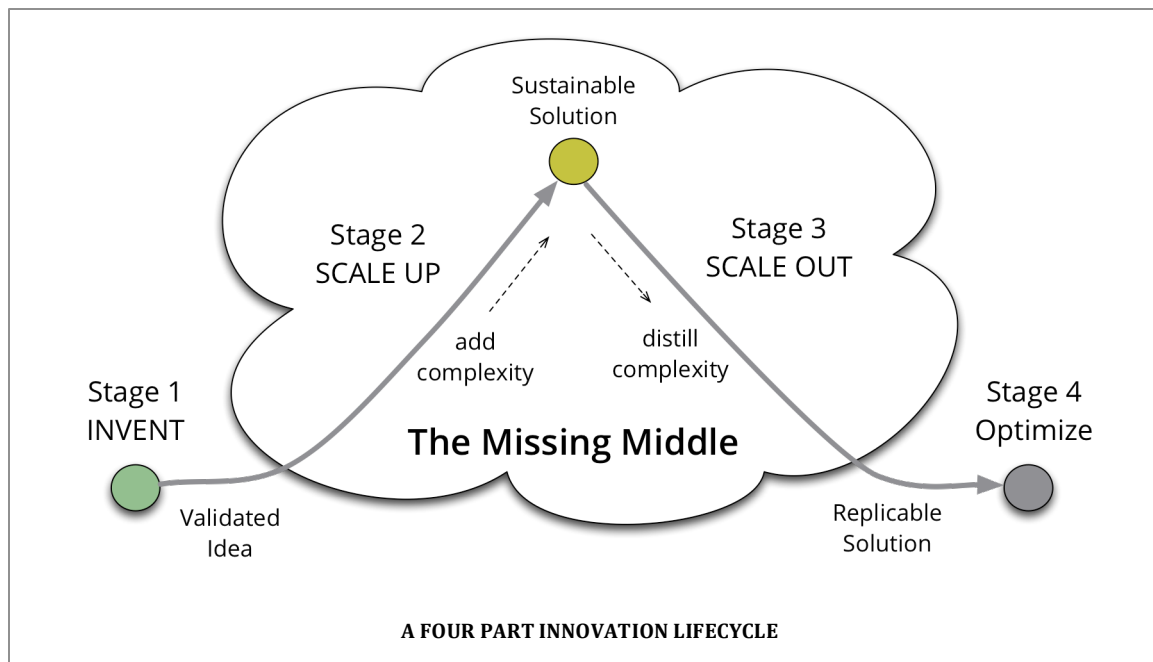 Sustainable
Solution
Stage 2
SCALE UP
Stage 3
SCALE OUT
add
complexity
distill
complexity
Stage 1
INVENT
The Missing Middle
Stage 4
Optimize
Validated
Idea
Replicable
Solution
A FOUR PART INNOVATION LIFECYCLE